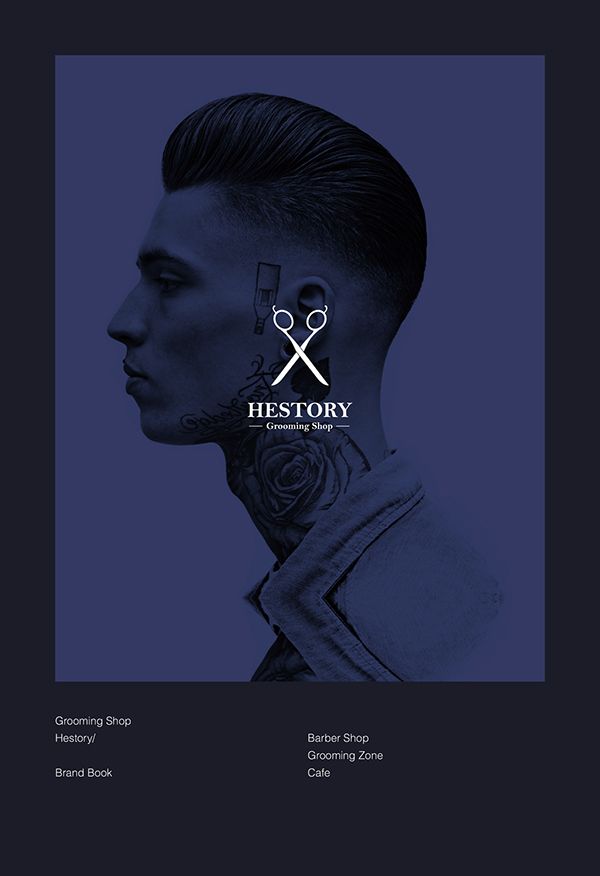 HESTORY
Grooming Shop
Grooming Shop
Hestory/
Brand Book
Barber Shop
Grooming Zone
Cafe